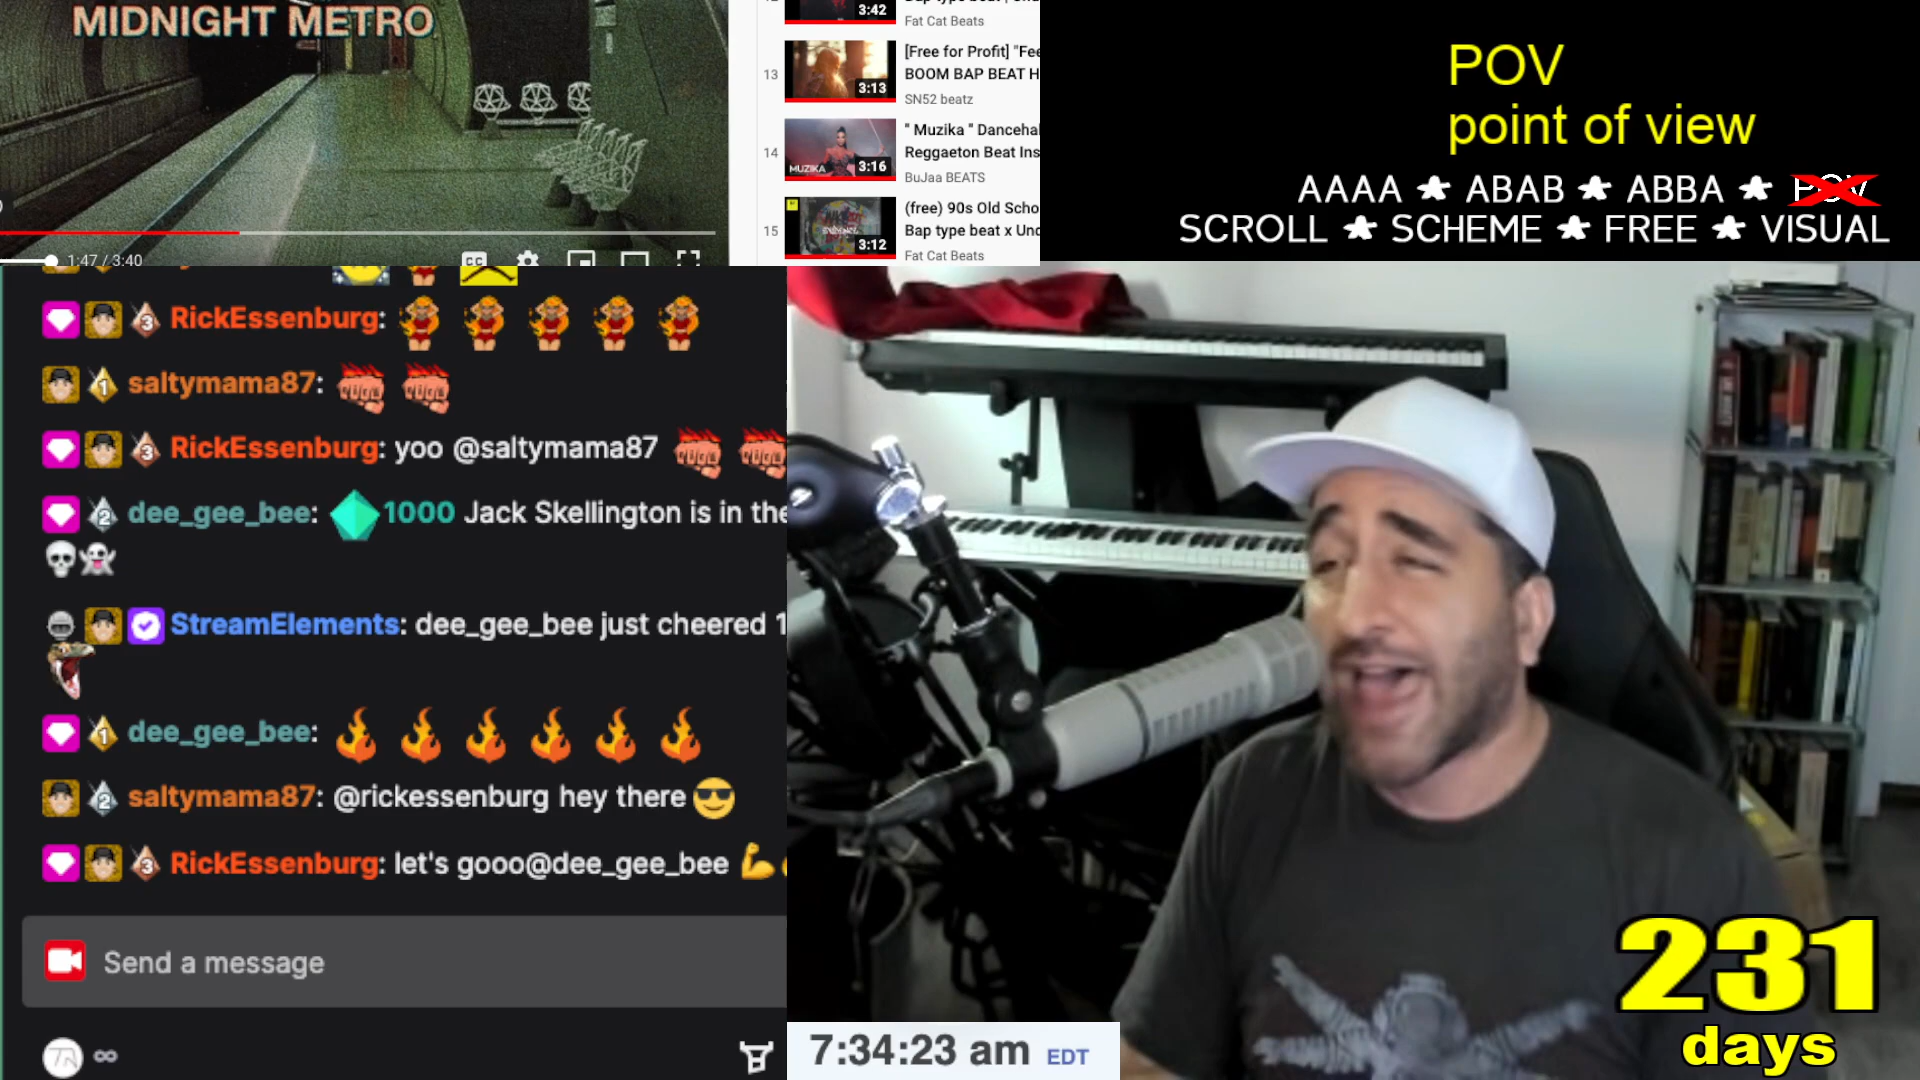 MIDNIGHT METRO
1:47 / 3:40
3:42
Fat Cat Beats
13
3:13
[Free for Profit] "Fee
BOOM BAP BEAT H
SN52 beatz
14
MUZIKA
3:16
" Muzika " Dancehal
Reggaeton Beat Ins
BuJaa BEATS
15
3:12
(free) 90s Old Scho
Bap type beat x Und
Fat Cat Beats
POV
point of view
AAAA ABAB ABBA POV
SCROLL SCHEME FREE VISUAL
RickEssenburg:
saltymama87:
RickEssenburg: yoo @saltymama87
dee_gee_bee: 1000 Jack Skellington is in the
StreamElements: dee_gee_bee just cheered 1
dee_gee_bee:
saltymama87: @rickessenburg hey there
RickEssenburg: let's gooo@dee_gee_bee
Send a message
7:34:23 am EDT
231
days